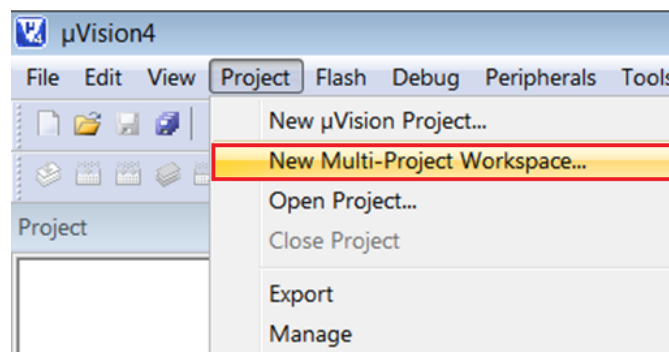 µVision4
File Edit View Project Flash Debug Peripherals Tools
New µVision Project...
New Multi-Project Workspace...
Open Project...
Project
Close Project
Export
Manage